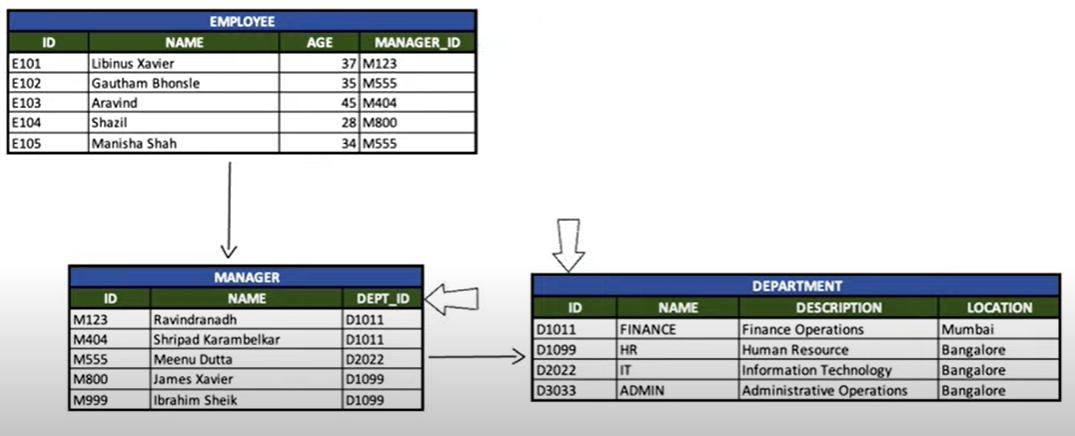 EMPLOYEE
ID NAME AGE MANAGER_ID
E101 Libinus Xavier 37 M123
E102 Gautham Bhonsle 35 M555
E103 Aravind 45 M404
E104 Shazil 28 M800
E105 Manisha Shah 34 M555
MANAGER
ID NAME DEPT_ID
M123 Ravindranadh D1011
M404 Shripad Karambelkar D1011
M555 Meenu Dutta D2022
M800 James Xavier D1099
M999 Ibrahim Sheik D1099
DEPARTMENT
ID NAME DESCRIPTION LOCATION
D1011 FINANCE Finance Operations Mumbai
D1099 HR Human Resource Bangalore
D2022 IT Information Technology Bangalore
D3033 ADMIN Administrative Operations Bangalore